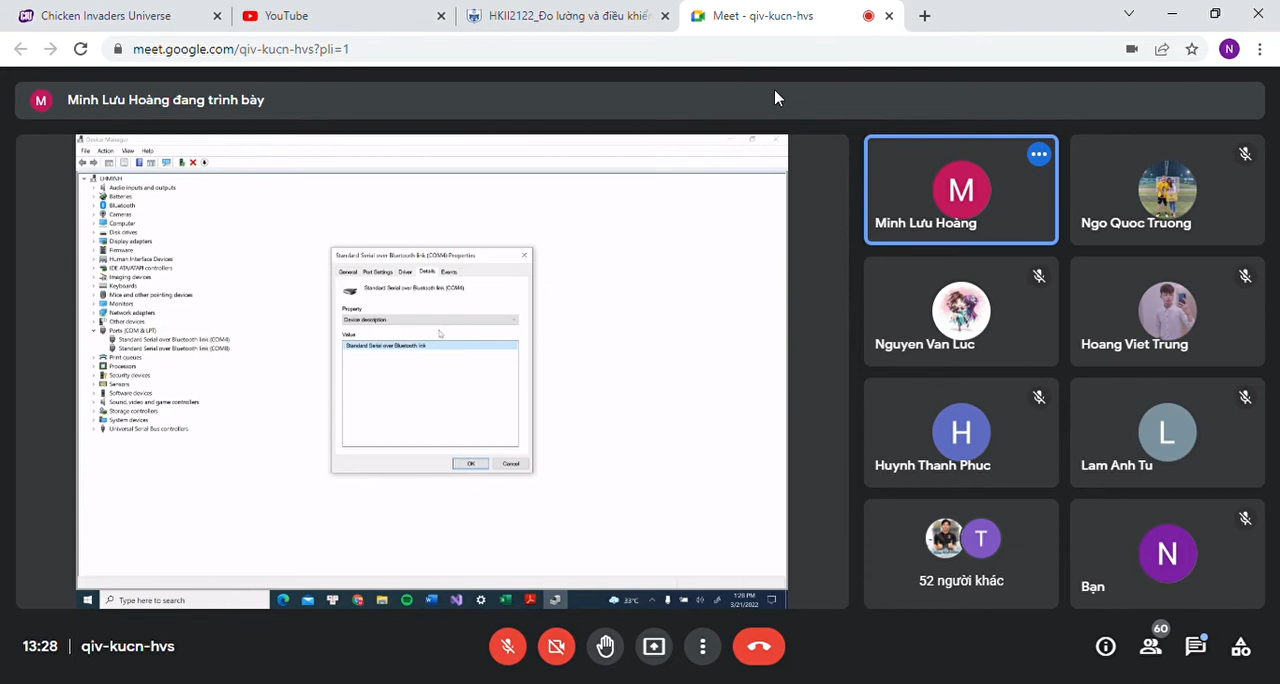 Chicken Invaders Universe
YouTube
HKII2122_Đo lường và điều khiển
Meet - qiv-kucn-hvs
meet.google.com/qiv-kucn-hvs?pli=1
N
M
Minh Lưu Hoàng đang trình bày
Device Manager
File Action View Help
LHMINH
Audio inputs and outputs
Batteries
Bluetooth
Cameras
Computer
Disk drives
Display adapters
Firmware
Human Interface Devices
IDE ATA/ATAPI controllers
Imaging devices
Keyboards
Mice and other pointing devices
Monitors
Network adapters
Other devices
Ports (COM & LPT)
Standard Serial over Bluetooth link (COM4)
Standard Serial over Bluetooth link (COM8)
Print queues
Processors
Security devices
Sensors
Software devices
Sound, video and game controllers
Storage controllers
System devices
Universal Serial Bus controllers
Standard Serial over Bluetooth link (COM4) Properties
General Port Settings Driver Details Events
Standard Serial over Bluetooth link (COM4)
Property
Device description
Value
Standard Serial over Bluetooth link
OK Cancel
Type here to search
33°C
1:28 PM
3/21/2022
M
Minh Lưu Hoàng
Ngo Quoc Truong
Nguyen Van Luc
Hoang Viet Trung
H
Huynh Thanh Phuc
L
Lam Anh Tu
T
52 người khác
N
Bạn
13:28 | qiv-kucn-hvs
60